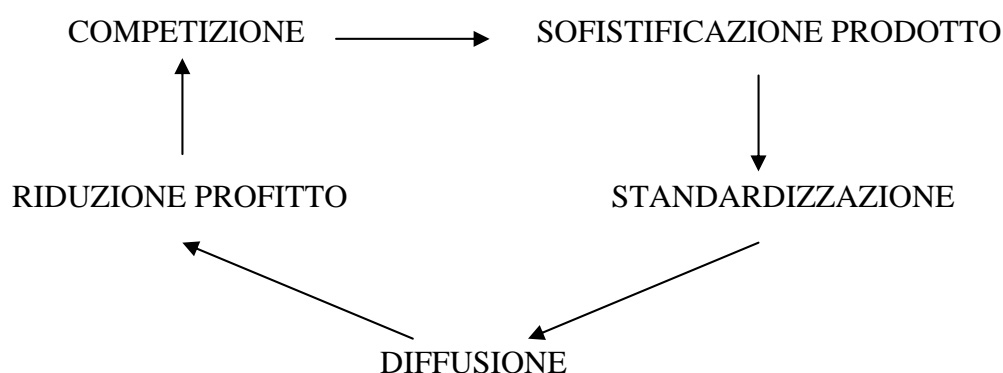 COMPETIZIONE
SOFISTIFICAZIONE PRODOTTO
RIDUZIONE PROFITTO
STANDARDIZZAZIONE
DIFFUSIONE